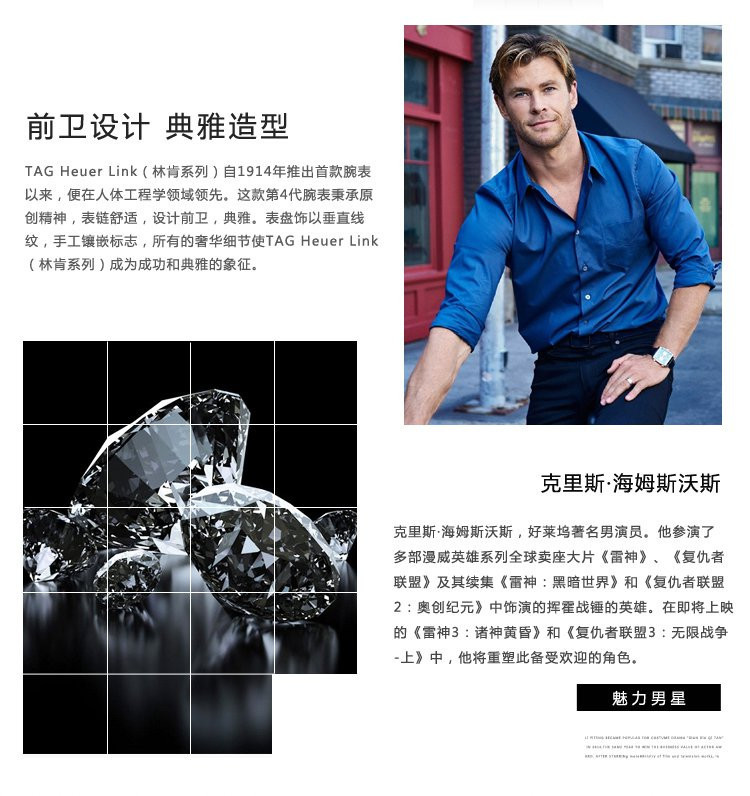 前卫设计 典雅造型
TAG Heuer Link（林肯系列）自1914年推出首款腕表
以来，便在人体工程学领域领先。这款第4代腕表秉承原
创精神，表链舒适，设计前卫，典雅。表盘饰以垂直线
纹，手工镶嵌标志，所有的奢华细节使TAG Heuer Link
（林肯系列）成为成功和典雅的象征。
克里斯·海姆斯沃斯
克里斯·海姆斯沃斯，好莱坞著名男演员。他参演了
多部漫威英雄系列全球卖座大片《雷神》、《复仇者
联盟》及其续集《雷神：黑暗世界》和《复仇者联盟
2：奥创纪元》中饰演的挥霍战锤的英雄。在即将上映
的《雷神3：诸神黄昏》和《复仇者联盟3：无限战争
-上》中，他将重塑此备受欢迎的角色。
魅力男星